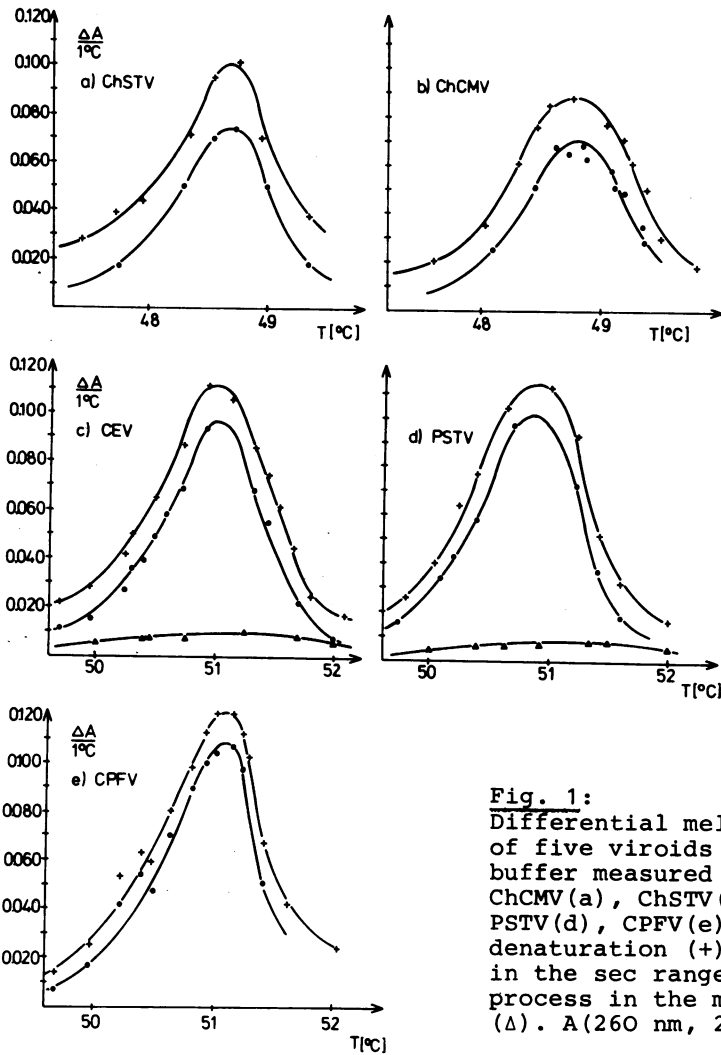 0.120
ΔA
1°C
a) ChSTV
b) ChCMV
0.100
0.080
0.060
0.040
0.020
48
49
T[°C]
48
49
T[°C]
0.120
ΔA
1°C
c) CEV
d) PSTV
0.100
0.080
0.060
0.040
0.020
50
51
52
T[°C]
50
51
52
T[°C]
0.120
ΔA
1°C
e) CPFV
0.100
0.080
0.060
0.040
0.020
50
51
52
T[°C]
Fig. 1:
Differential mel
of five viroids
buffer measured
ChCMV(a), ChSTV(
PSTV(d), CPFV(e)
denaturation (+)
in the sec range
process in the m
(Δ). A(260 nm, 2